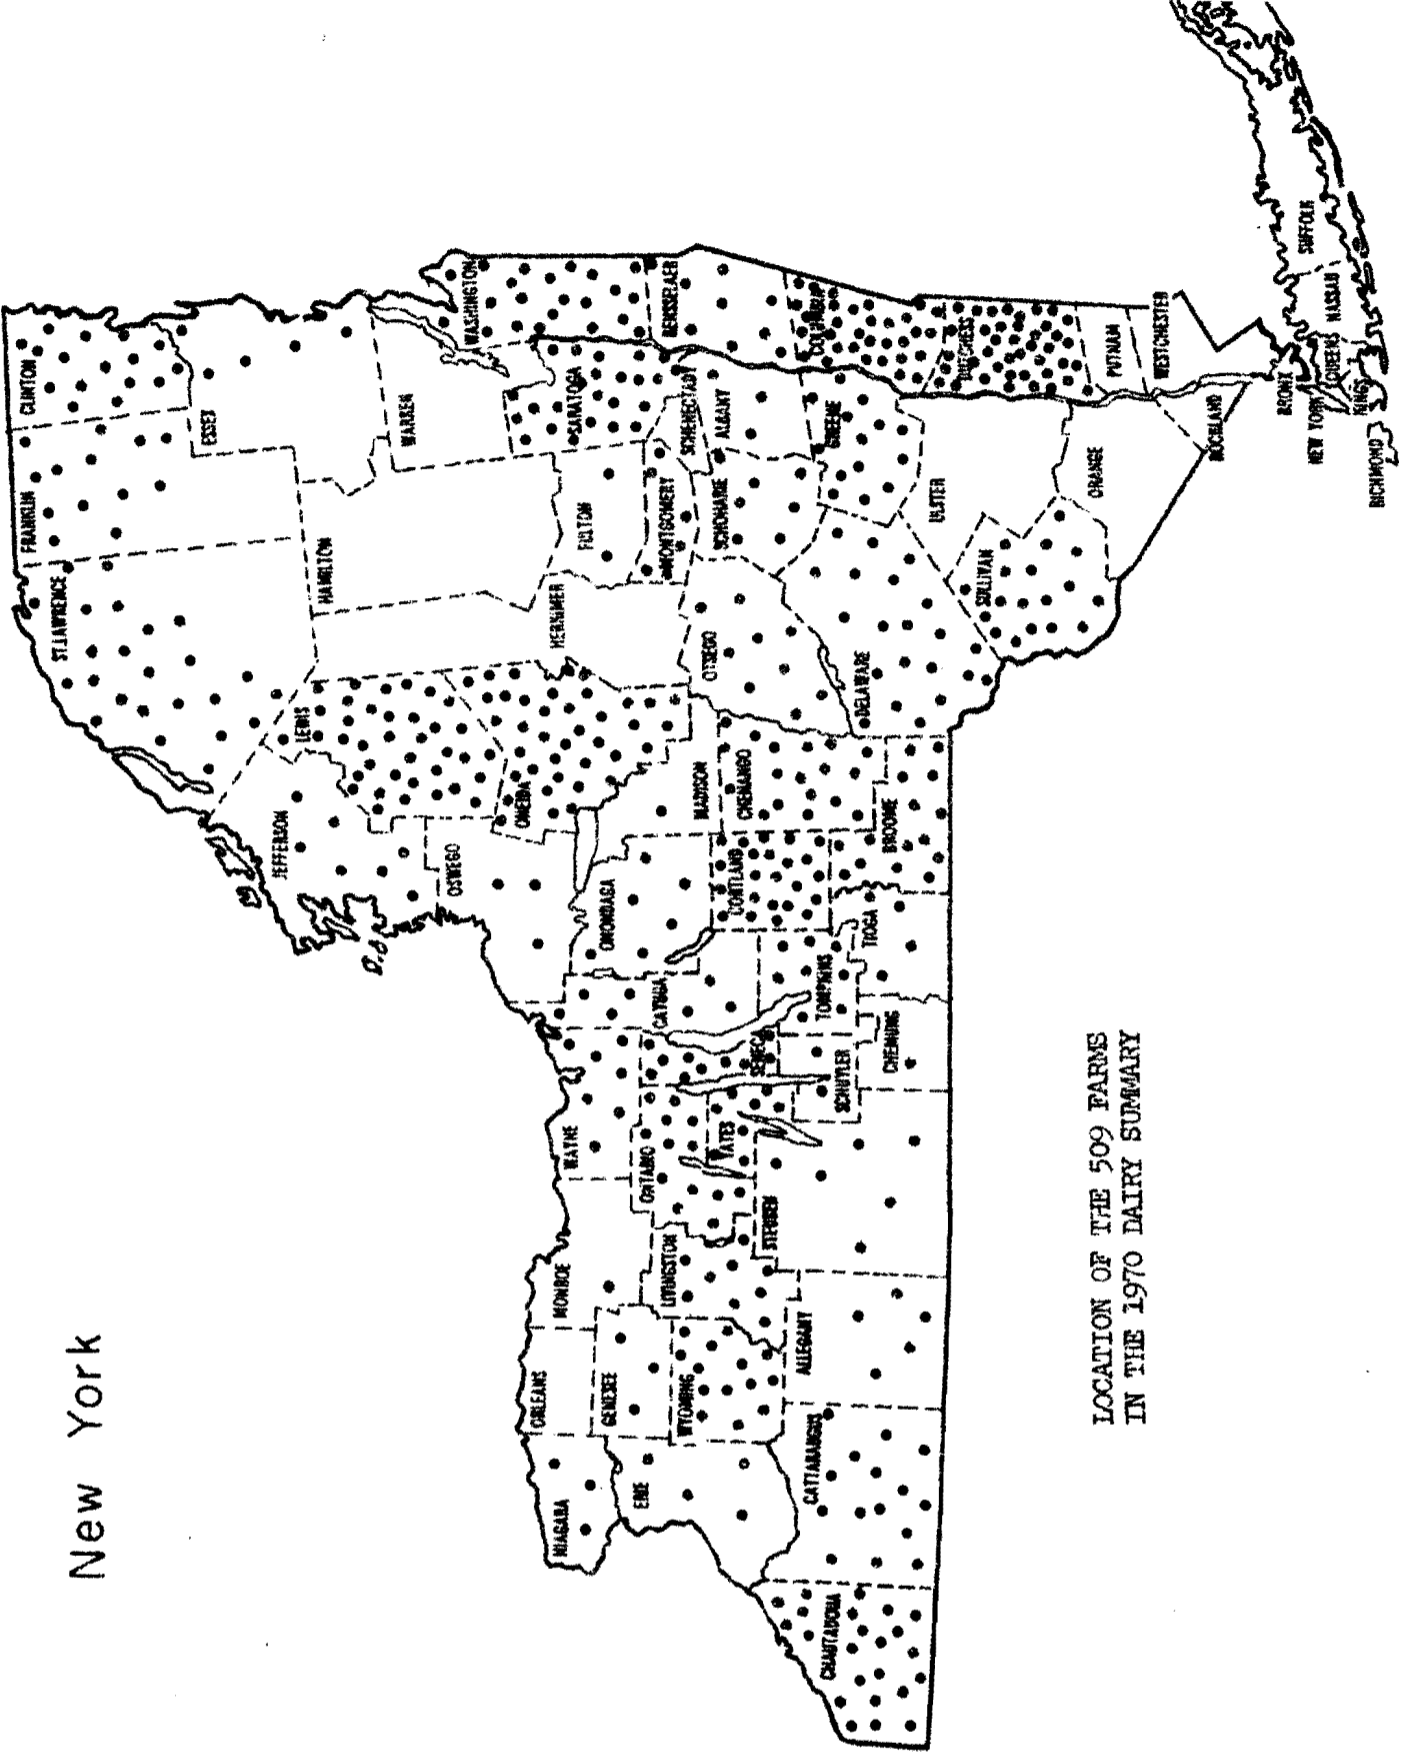 New York
CLINTON
FRANKLIN
ST. LAWRENCE
ESSEX
HAMILTON
WARREN
WASHINGTON
LEWIS
JEFFERSON
HERKIMER
FULTON
SARATOGA
ONEIDA
OSWEGO
RENSSELAER
SCHENECTADY
MONTGOMERY
ALBANY
SCHOHARIE
OTSEGO
MADISON
ONONDAGA
CAYUGA
WAYNE
MONROE
ORLEANS
NIAGARA
GENESEE
ERIE
ONTARIO
LIVINGSTON
WYOMING
SENECA
YATES
COLUMBIA
GREENE
CHENANGO
CORTLAND
TOMPKINS
SCHUYLER
STEUBEN
ALLEGANY
CATTARAUGUS
CHAUTAUQUA
DELAWARE
BROOME
TIOGA
CHEMUNG
DUTCHESS
ULSTER
SULLIVAN
ORANGE
PUTNAM
WESTCHESTER
ROCKLAND
BRONX
NEW YORK
QUEENS
NASSAU
SUFFOLK
KINGS
RICHMOND
LOCATION OF THE 509 FARMS
IN THE 1970 DAIRY SUMMARY